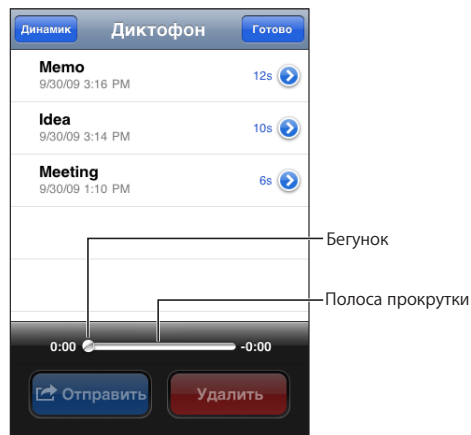 Динамик Диктофон Готово
Memo
9/30/09 3:16 PM 12s
Idea
9/30/09 3:14 PM 10s
Meeting
9/30/09 1:10 PM 6s
Бегунок
Полоса прокрутки
0:00 -0:00
Отправить Удалить